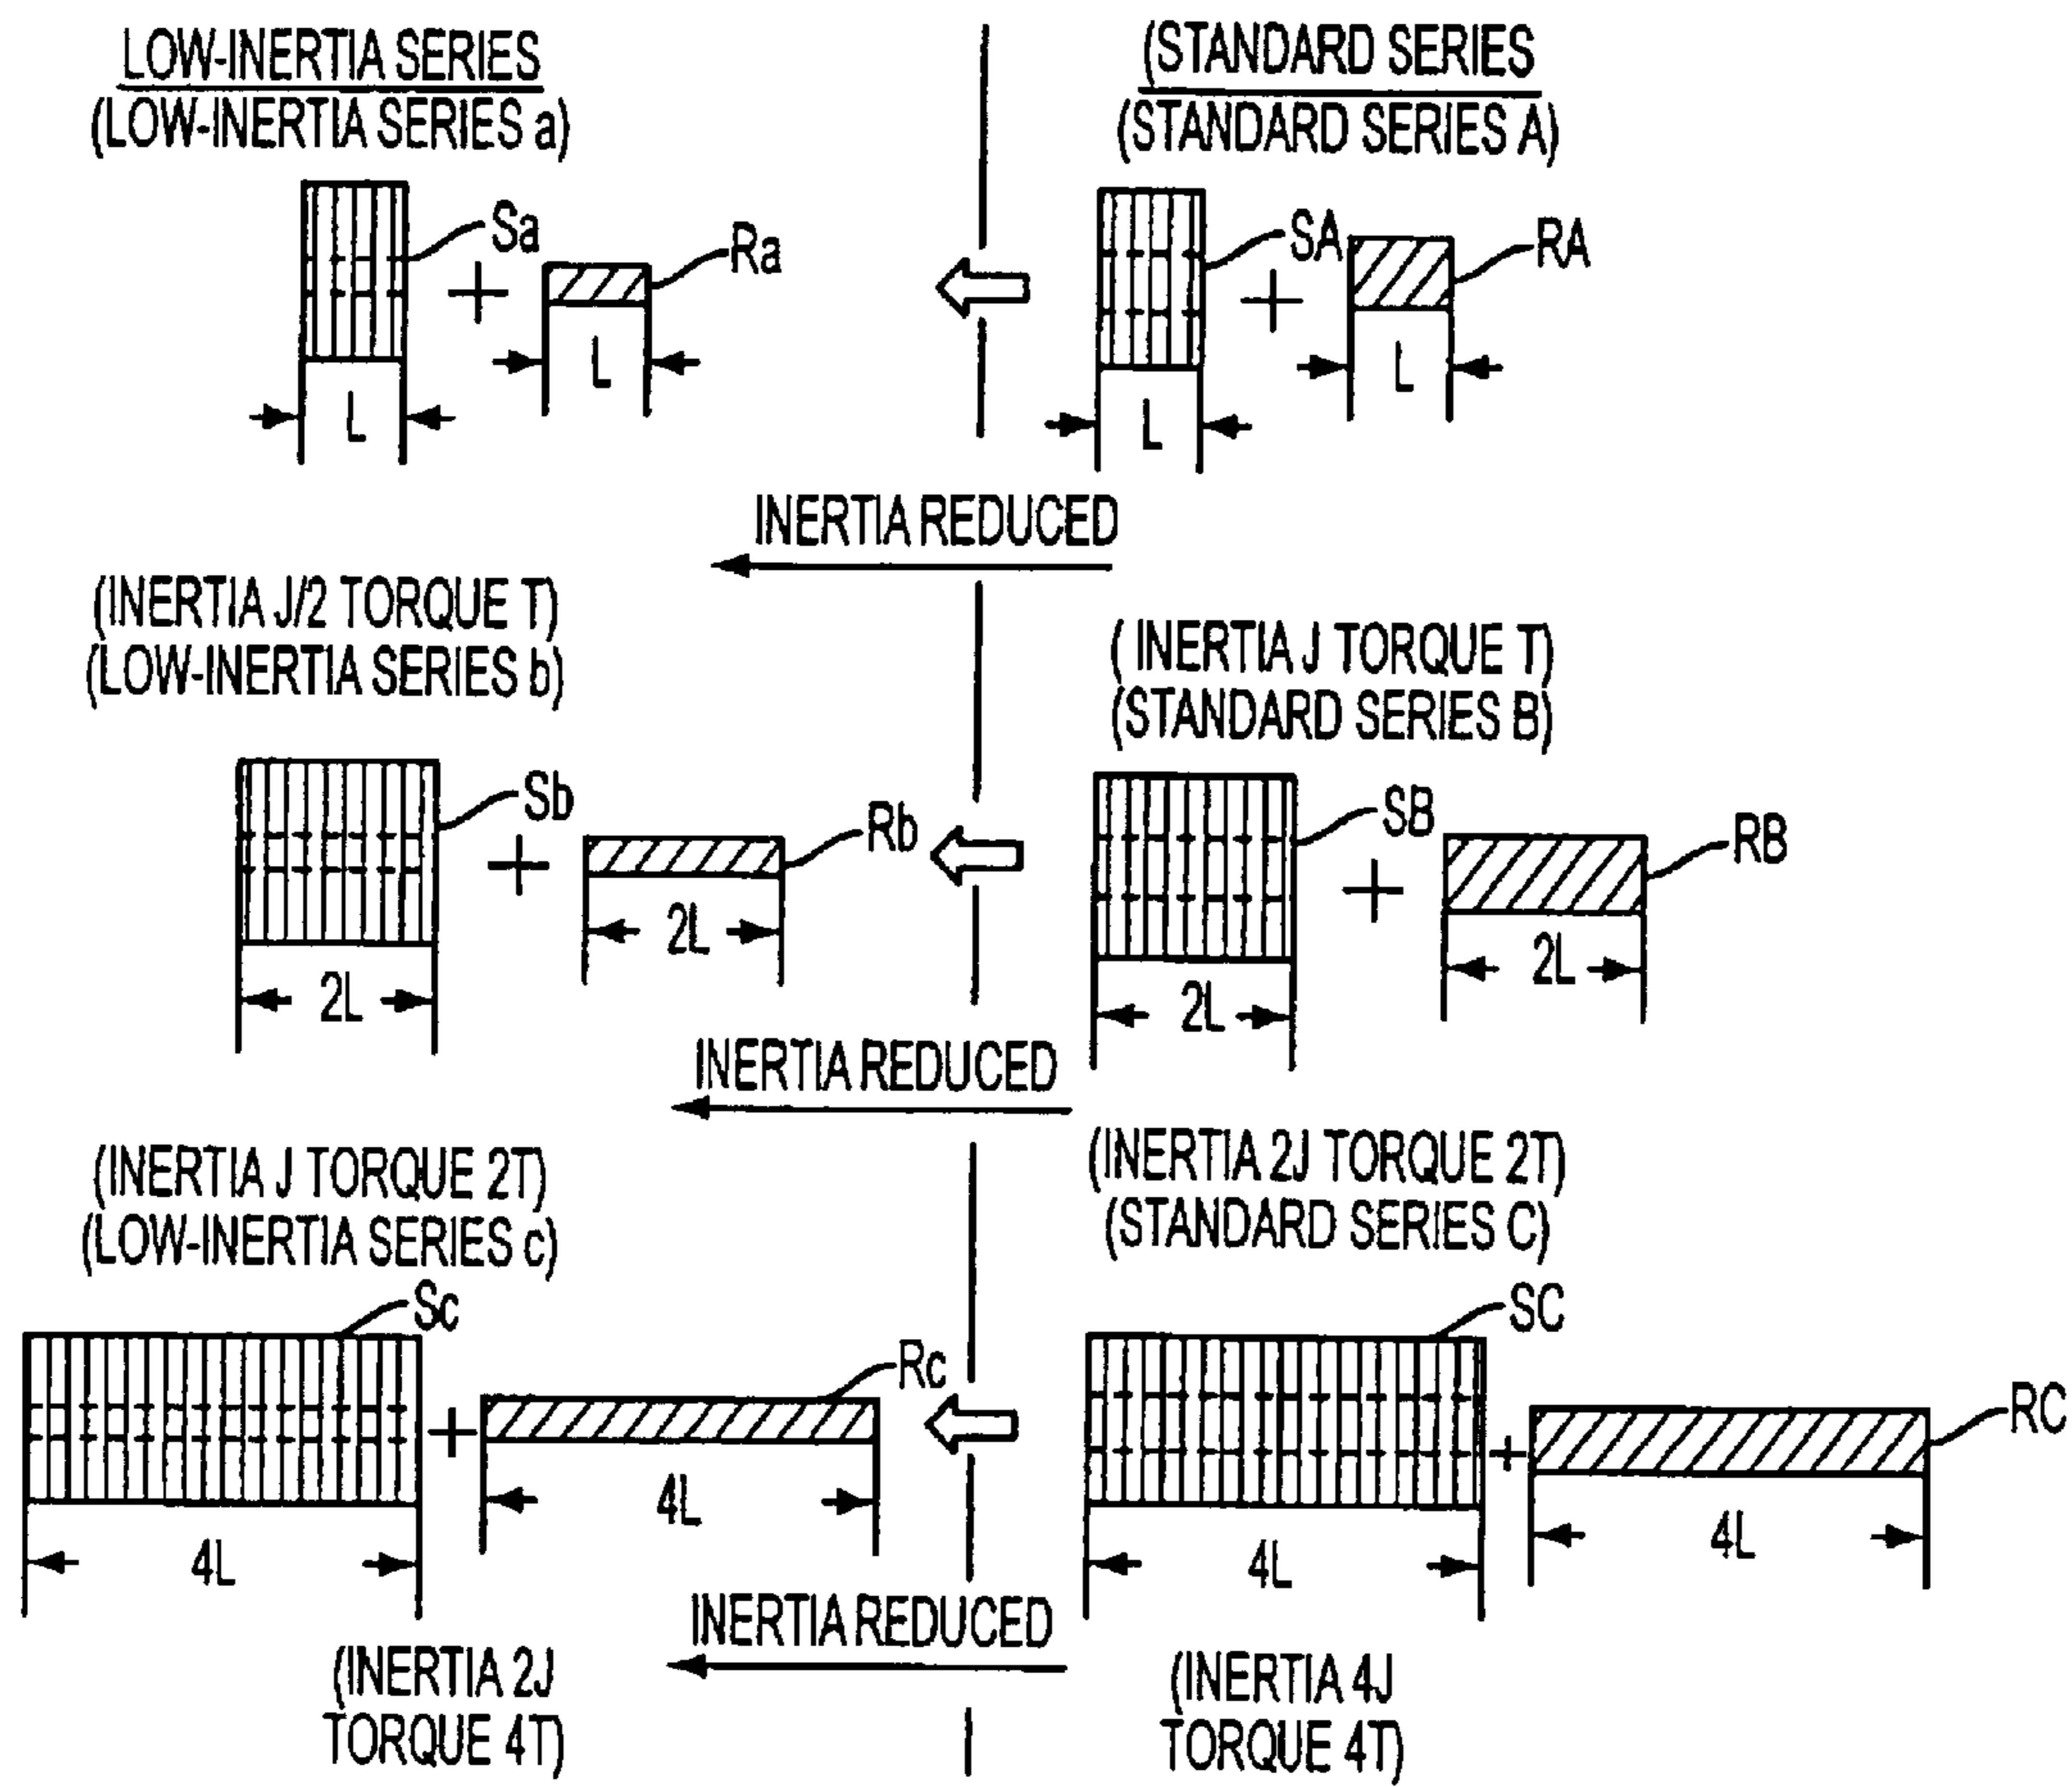 LOW-INERTIA SERIES
(LOW-INERTIA SERIES a)
Sa
Ra
L
L
(STANDARD SERIES
(STANDARD SERIES A)
SA
RA
L
L
INERTIA REDUCED
(INERTIA J/2 TORQUE T)
(LOW-INERTIA SERIES b)
Sb
Rb
2L
2L
( INERTIA J TORQUE T)
(STANDARD SERIES B)
SB
RB
2L
2L
INERTIA REDUCED
(INERTIA J TORQUE 2T)
(LOW-INERTIA SERIES c)
Sc
Rc
4L
4L
(INERTIA 2J TORQUE 2T)
(STANDARD SERIES C)
SC
RC
4L
4L
INERTIA REDUCED
(INERTIA 2J
TORQUE 4T)
(INERTIA 4J
TORQUE 4T)